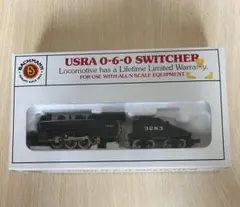 BACHMANN
B
USRA 0-6-0 SWITCHER
Locomotive has a Lifetime Limited Warranty.
FOR USE WITH ALL N SCALE EQUIPMENT
3283